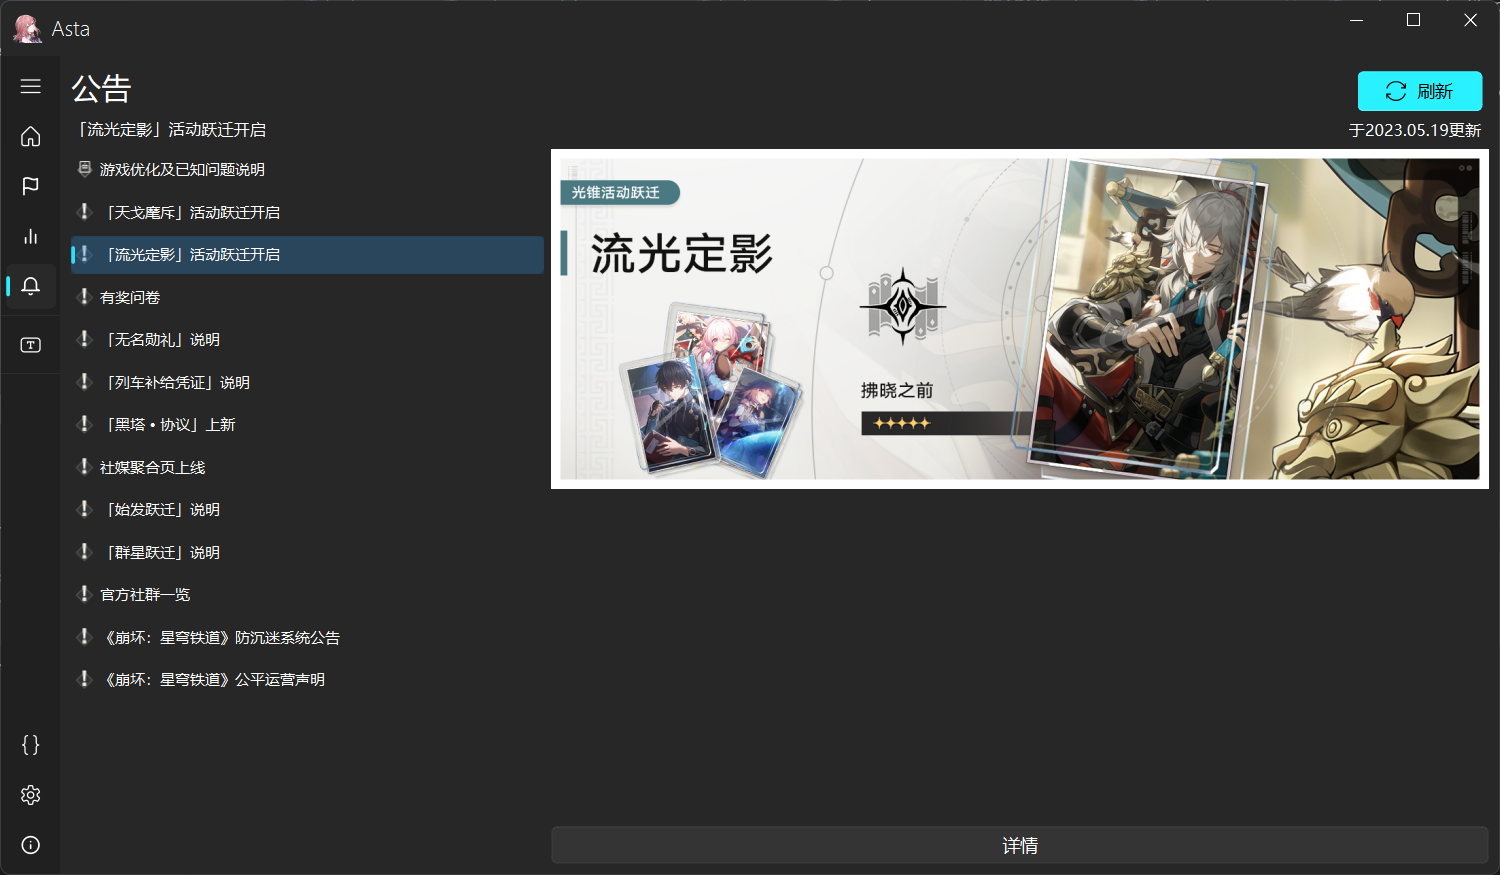 Asta
公告
刷新
「流光定影」活动跃迁开启
于2023.05.19更新
游戏优化及已知问题说明
「天戈麾斥」活动跃迁开启
「流光定影」活动跃迁开启
有奖问卷
「无名勋礼」说明
「列车补给凭证」说明
「黑塔•协议」上新
社媒聚合页上线
「始发跃迁」说明
「群星跃迁」说明
官方社群一览
《崩坏：星穹铁道》防沉迷系统公告
《崩坏：星穹铁道》公平运营声明
光锥活动跃迁
流光定影
拂晓之前
详情